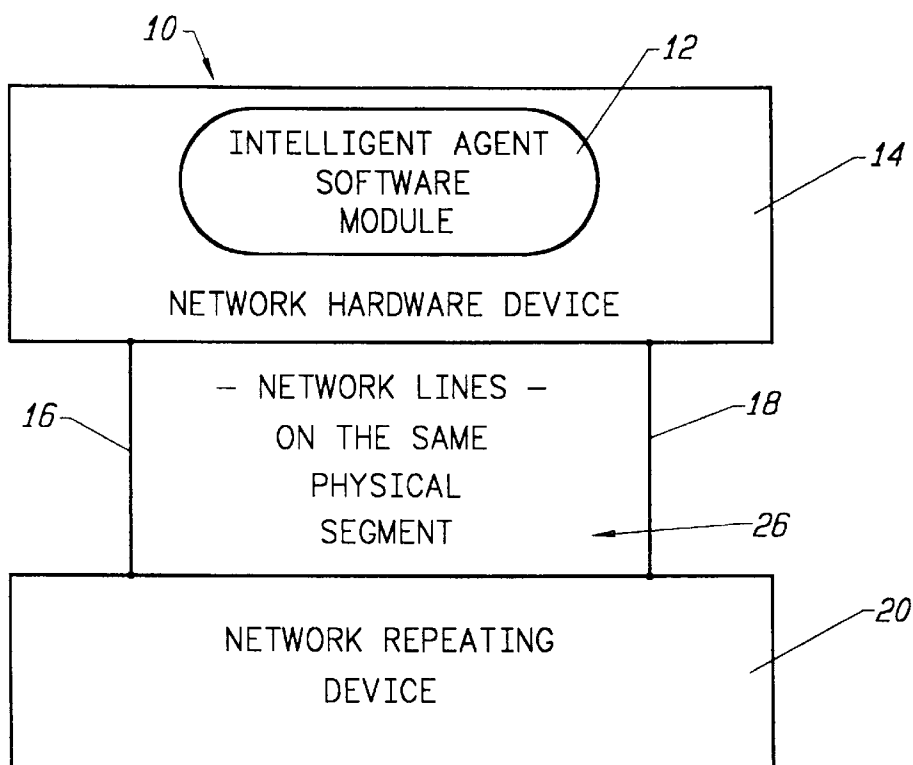 10
12
INTELLIGENT AGENT
SOFTWARE
MODULE
14
NETWORK HARDWARE DEVICE
– NETWORK LINES –
16
18
ON THE SAME
PHYSICAL
SEGMENT
26
NETWORK REPEATING
DEVICE
20